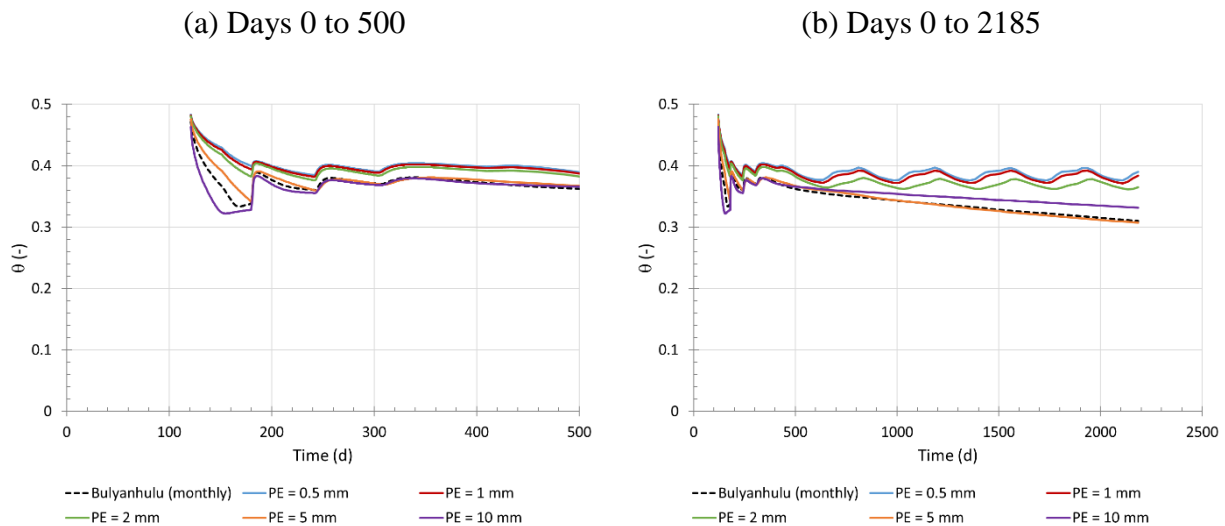 (a) Days 0 to 500
(b) Days 0 to 2185
0.5
0.4
0.3
0.2
0.1
0
θ (-)
0 100 200 300 400 500
Time (d)
Bulyanhulu (monthly) PE = 0.5 mm PE = 1 mm
PE = 2 mm PE = 5 mm PE = 10 mm
0.5
0.4
0.3
0.2
0.1
0
θ (-)
0 500 1000 1500 2000 2500
Time (d)
Bulyanhulu (monthly) PE = 0.5 mm PE = 1 mm
PE = 2 mm PE = 5 mm PE = 10 mm